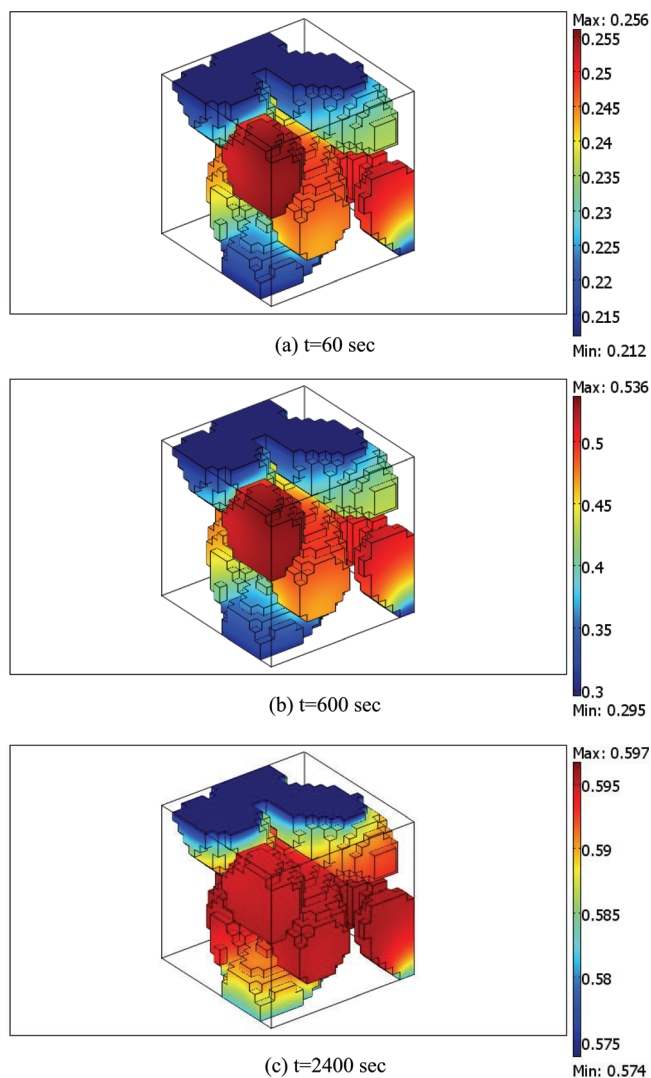 Max: 0.256
0.255
0.25
0.245
0.24
0.235
0.23
0.225
0.22
0.215
Min: 0.212
(a) t=60 sec
Max: 0.536
0.5
0.45
0.4
0.35
0.3
Min: 0.295
(b) t=600 sec
Max: 0.597
0.595
0.59
0.585
0.58
0.575
Min: 0.574
(c) t=2400 sec